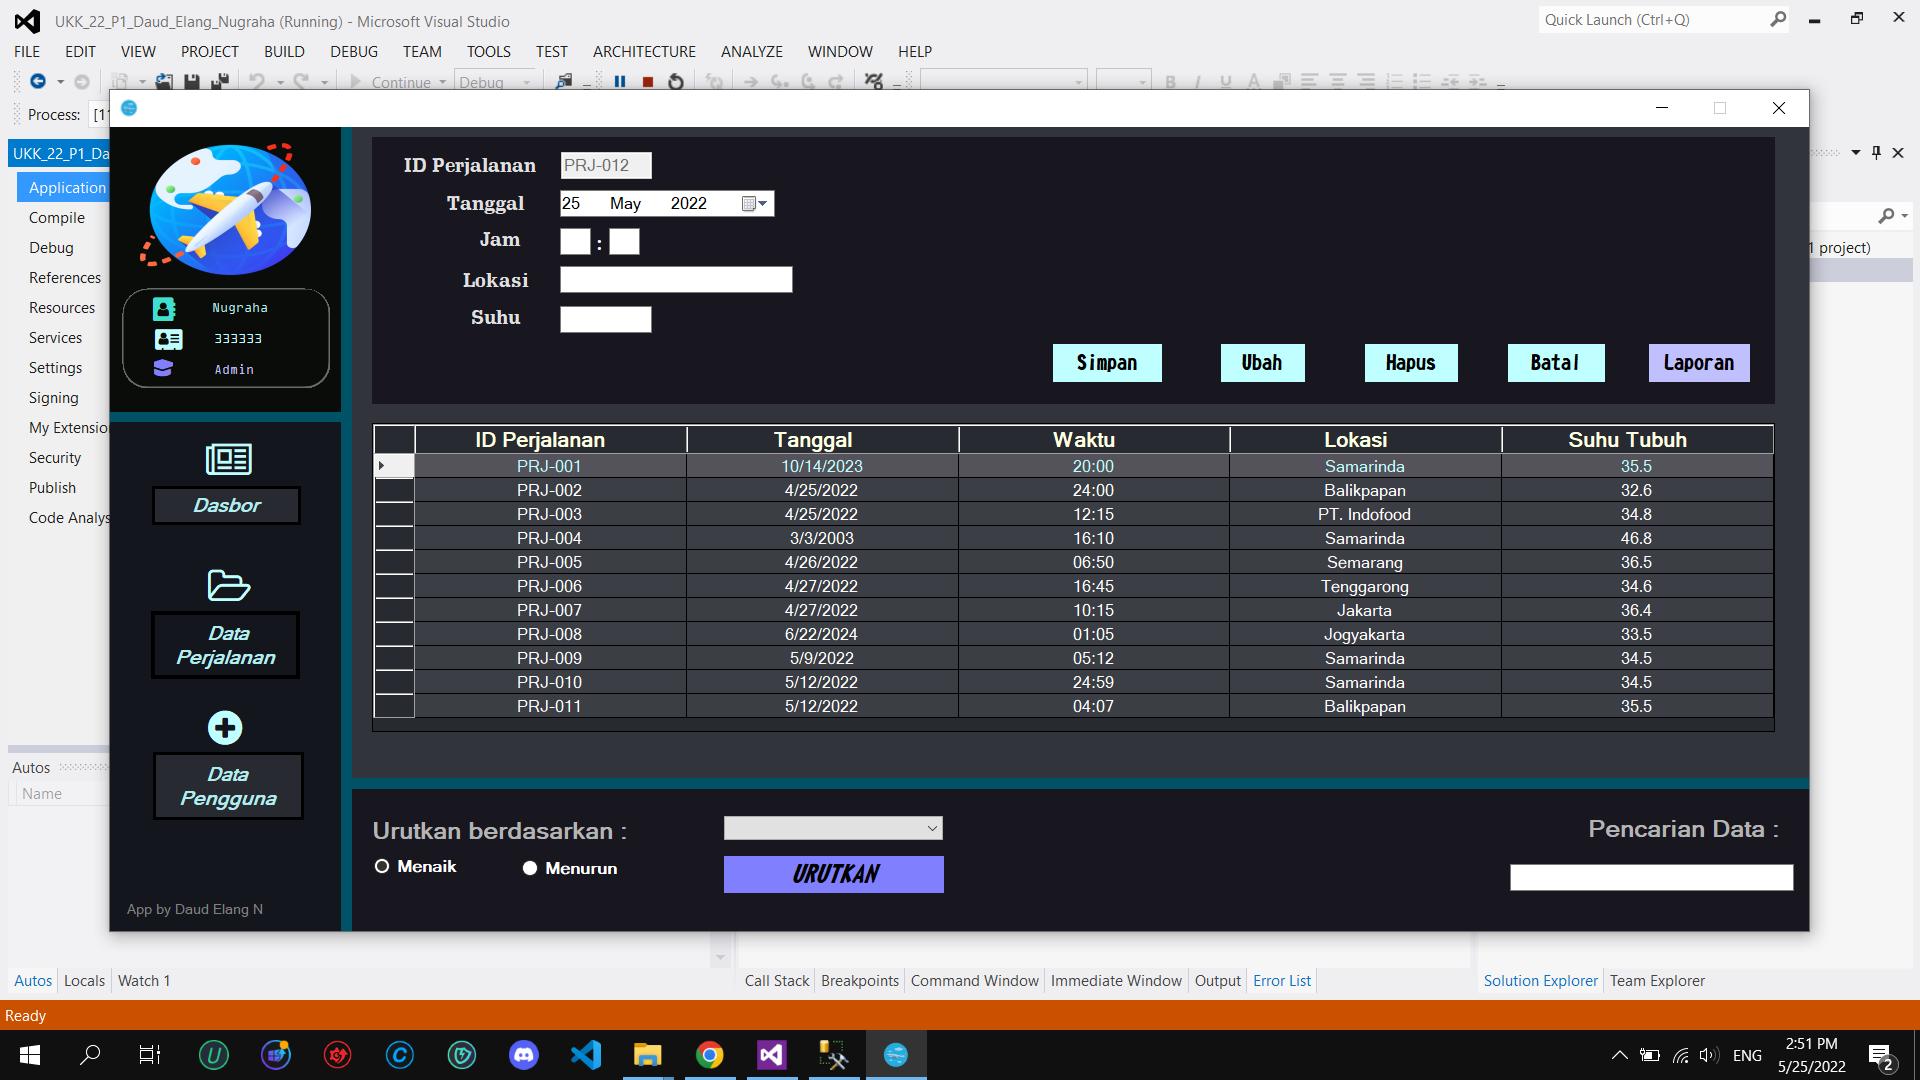 UKK_22_P1_Daud_Elang_Nugraha (Running) - Microsoft Visual Studio
Quick Launch (Ctrl+Q)
FILE EDIT VIEW PROJECT BUILD DEBUG TEAM TOOLS TEST ARCHITECTURE ANALYZE WINDOW HELP
Continue Debug
Process: [11
UKK_22_P1_Da
Application
Compile
Debug
References
Resources
Services
Settings
Signing
My Extensio
Security
Publish
Code Analys
1 project)
Nugraha
333333
Admin
Dasbor
Data
Perjalanan
Data
Pengguna
App by Daud Elang N
ID Perjalanan PRJ-012
Tanggal 25 May 2022
Jam :
Lokasi
Suhu
Simpan Ubah Hapus Batal Laporan
ID Perjalanan Tanggal Waktu Lokasi Suhu Tubuh
PRJ-001 10/14/2023 20:00 Samarinda 35.5
PRJ-002 4/25/2022 24:00 Balikpapan 32.6
PRJ-003 4/25/2022 12:15 PT. Indofood 34.8
PRJ-004 3/3/2003 16:10 Samarinda 46.8
PRJ-005 4/26/2022 06:50 Semarang 36.5
PRJ-006 4/27/2022 16:45 Tenggarong 34.6
PRJ-007 4/27/2022 10:15 Jakarta 36.4
PRJ-008 6/22/2024 01:05 Jogyakarta 33.5
PRJ-009 5/9/2022 05:12 Samarinda 34.5
PRJ-010 5/12/2022 24:59 Samarinda 34.5
PRJ-011 5/12/2022 04:07 Balikpapan 35.5
Urutkan berdasarkan :
Menaik Menurun
URUTKAN
Pencarian Data :
Autos
Name
Autos Locals Watch 1
Call Stack Breakpoints Command Window Immediate Window Output Error List
Solution Explorer Team Explorer
Ready
ENG
2:51 PM
5/25/2022
2